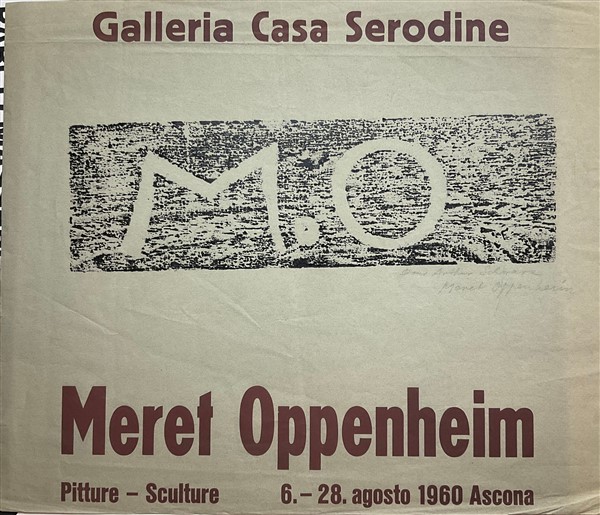 Galleria Casa Serodine
M.O
Meret Oppenheim
Meret Oppenheim
Pitture – Sculture 6.–28. agosto 1960 Ascona